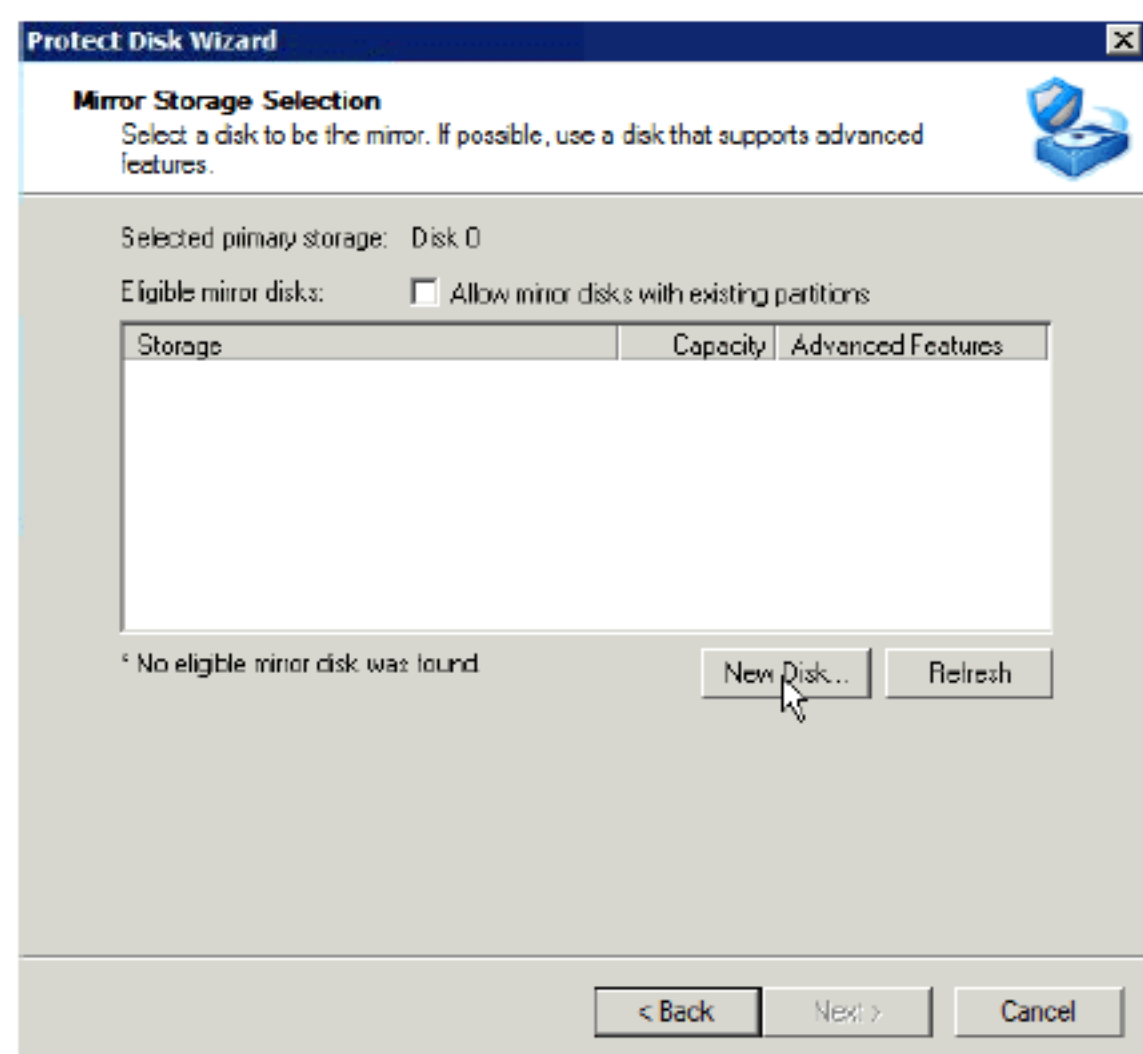 Protect Disk Wizard
Mirror Storage Selection
Select a disk to be the mirror. If possible, use a disk that supports advanced
features.
Selected primary storage: Disk 0
Eligible mirror disks: Allow mirror disks with existing partitions
Storage Capacity Advanced Features
* No eligible mirror disk was found.
New Disk... Refresh
< Back Next > Cancel